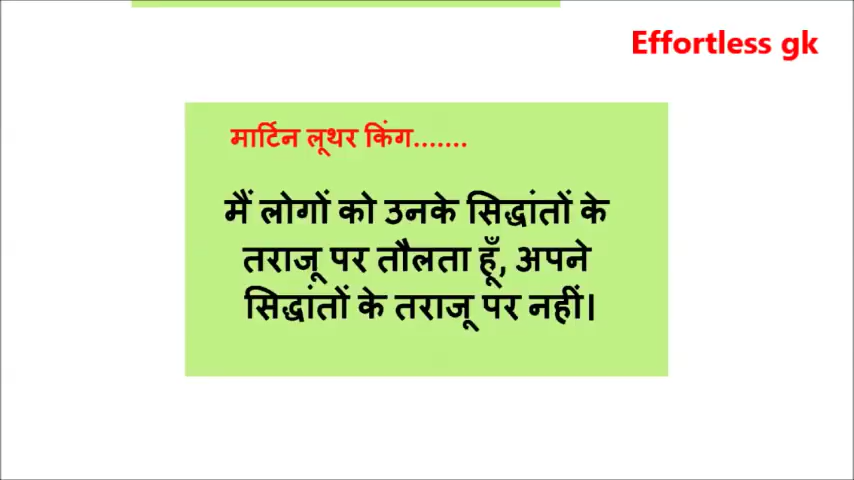 Effortless gk
मार्टिन लूथर किंग.......
मैं लोगों को उनके सिद्धांतों के
तराजू पर तौलता हूँ, अपने
सिद्धांतों के तराजू पर नहीं।